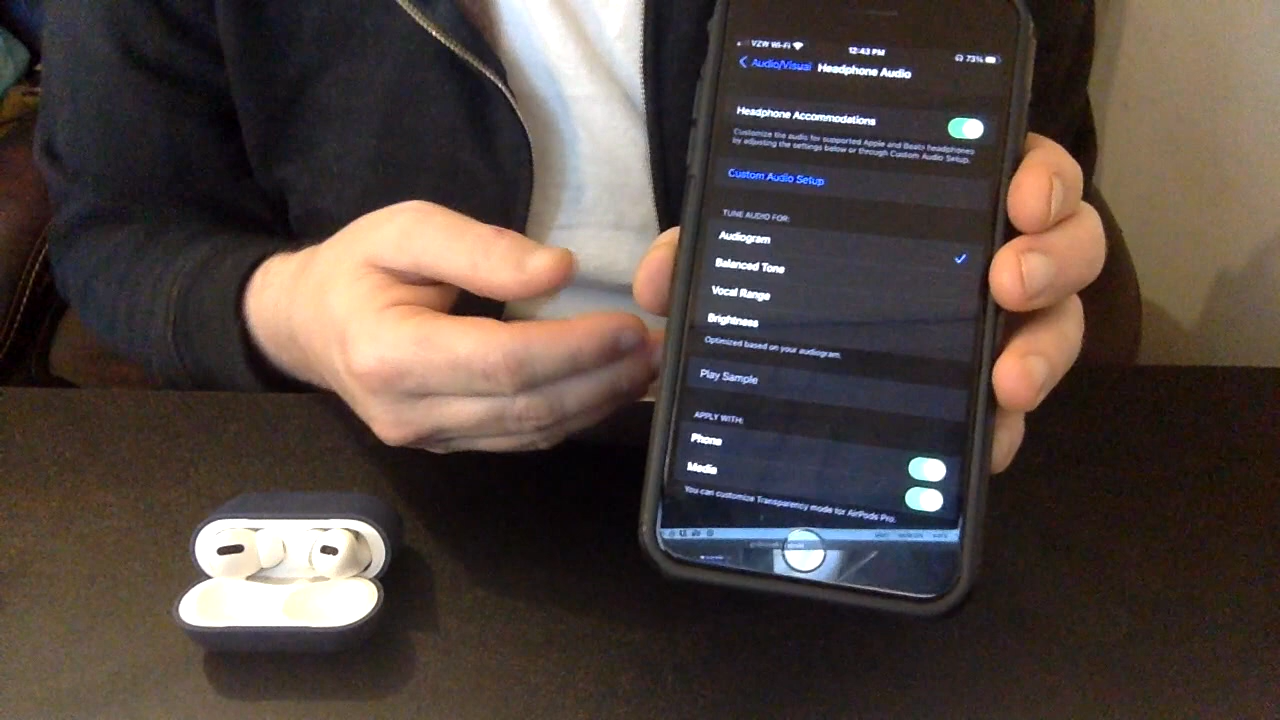 VZW Wi-Fi 12:43 PM 73%
Audio/Visual Headphone Audio
Headphone Accommodations
Customize the audio for supported Apple and Beats headphones
by adjusting the settings below or through Custom Audio Setup.
Custom Audio Setup
TUNE AUDIO FOR:
Audiogram
Balanced Tone
Vocal Range
Brightness
Optimized based on your audiogram.
Play Sample
APPLY WITH:
Phone
Media
You can customize Transparency mode for AirPods Pro.